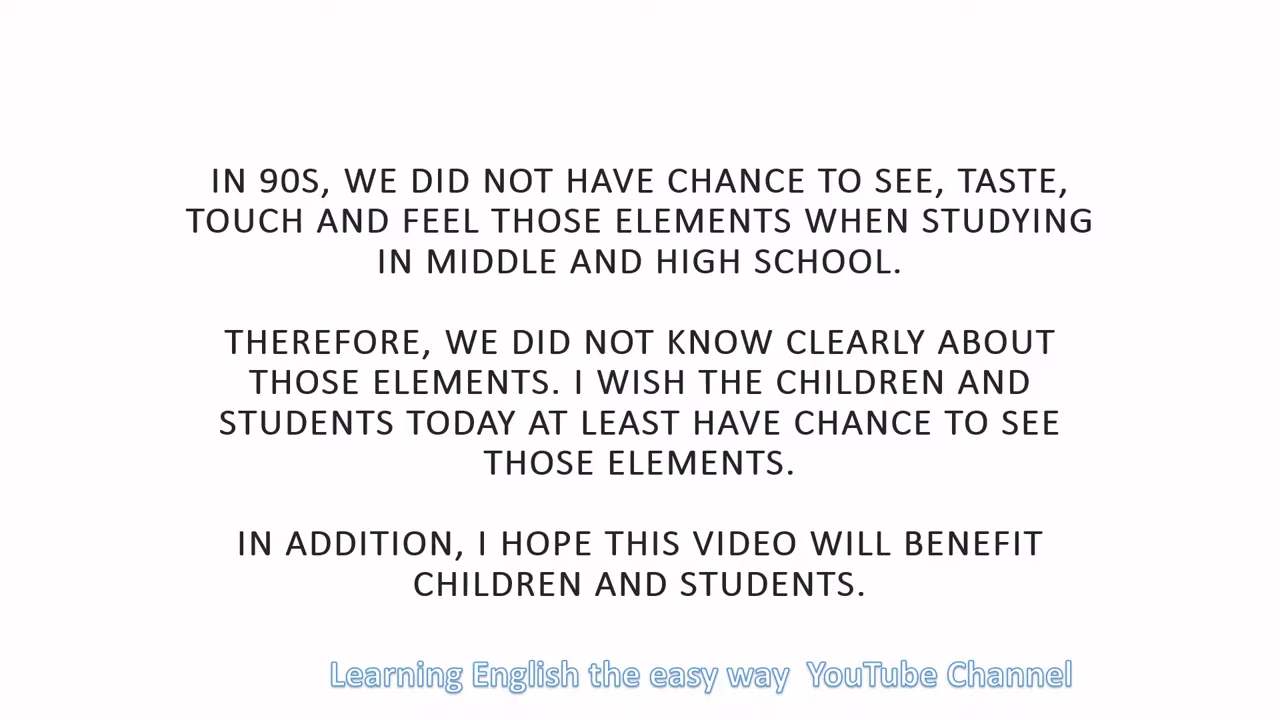 IN 90S, WE DID NOT HAVE CHANCE TO SEE, TASTE,
TOUCH AND FEEL THOSE ELEMENTS WHEN STUDYING
IN MIDDLE AND HIGH SCHOOL.
THEREFORE, WE DID NOT KNOW CLEARLY ABOUT
THOSE ELEMENTS. I WISH THE CHILDREN AND
STUDENTS TODAY AT LEAST HAVE CHANCE TO SEE
THOSE ELEMENTS.
IN ADDITION, I HOPE THIS VIDEO WILL BENEFIT
CHILDREN AND STUDENTS.
Learning English the easy way YouTube Channel